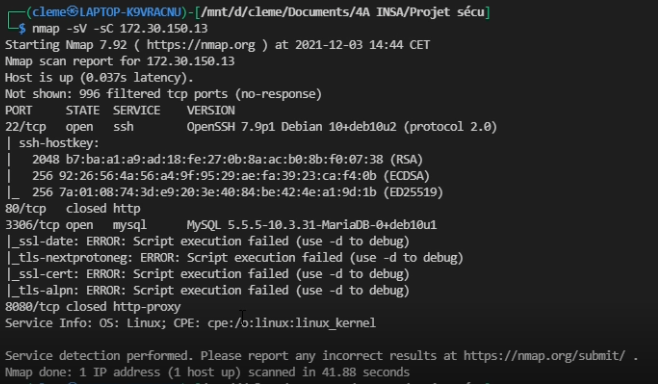 ┌──(cleme㉿LAPTOP-K9VRACNU)-[/mnt/d/cleme/Documents/4A INSA/Projet sécu]
└─$ nmap -sV -sC 172.30.150.13
Starting Nmap 7.92 ( https://nmap.org ) at 2021-12-03 14:44 CET
Nmap scan report for 172.30.150.13
Host is up (0.037s latency).
Not shown: 996 filtered tcp ports (no-response)
PORT     STATE  SERVICE    VERSION
22/tcp   open   ssh        OpenSSH 7.9p1 Debian 10+deb10u2 (protocol 2.0)
| ssh-hostkey:
|   2048 b7:ba:a1:a9:ad:18:fe:27:0b:8a:ac:b0:8b:f0:07:38 (RSA)
|   256 92:26:56:4a:56:a4:9f:95:29:ae:fa:39:23:ca:f4:0b (ECDSA)
|_  256 7a:01:08:74:3d:e9:20:3e:40:84:be:42:4e:a1:9d:1b (ED25519)
80/tcp   closed http
3306/tcp open   mysql      MySQL 5.5.5-10.3.31-MariaDB-0+deb10u1
|_ssl-date: ERROR: Script execution failed (use -d to debug)
|_tls-nextprotoneg: ERROR: Script execution failed (use -d to debug)
|_ssl-cert: ERROR: Script execution failed (use -d to debug)
|_tls-alpn: ERROR: Script execution failed (use -d to debug)
8080/tcp closed http-proxy
Service Info: OS: Linux; CPE: cpe:/o:linux:linux_kernel

Service detection performed. Please report any incorrect results at https://nmap.org/submit/ .
Nmap done: 1 IP address (1 host up) scanned in 41.88 seconds